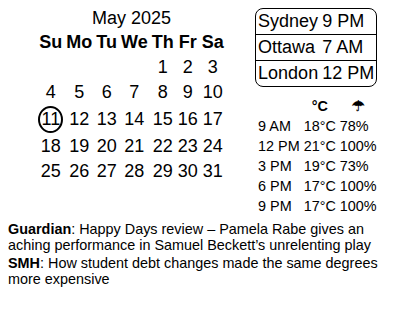 May 2025
Su Mo Tu We Th Fr Sa
1 2 3
4 5 6 7 8 9 10
11 12 13 14 15 16 17
18 19 20 21 22 23 24
25 26 27 28 29 30 31
Sydney 9 PM
Ottawa 7 AM
London 12 PM
°C ☂
9 AM 18°C 78%
12 PM 21°C 100%
3 PM 19°C 73%
6 PM 17°C 100%
9 PM 17°C 100%
Guardian: Happy Days review – Pamela Rabe gives an
aching performance in Samuel Beckett’s unrelenting play
SMH: How student debt changes made the same degrees
more expensive